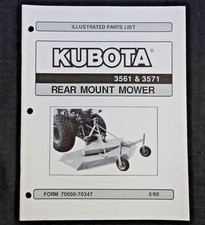 ILLUSTRATED PARTS LIST
KUBOTA®
3561 & 3571
REAR MOUNT MOWER
FORM 70000-70347
8/90